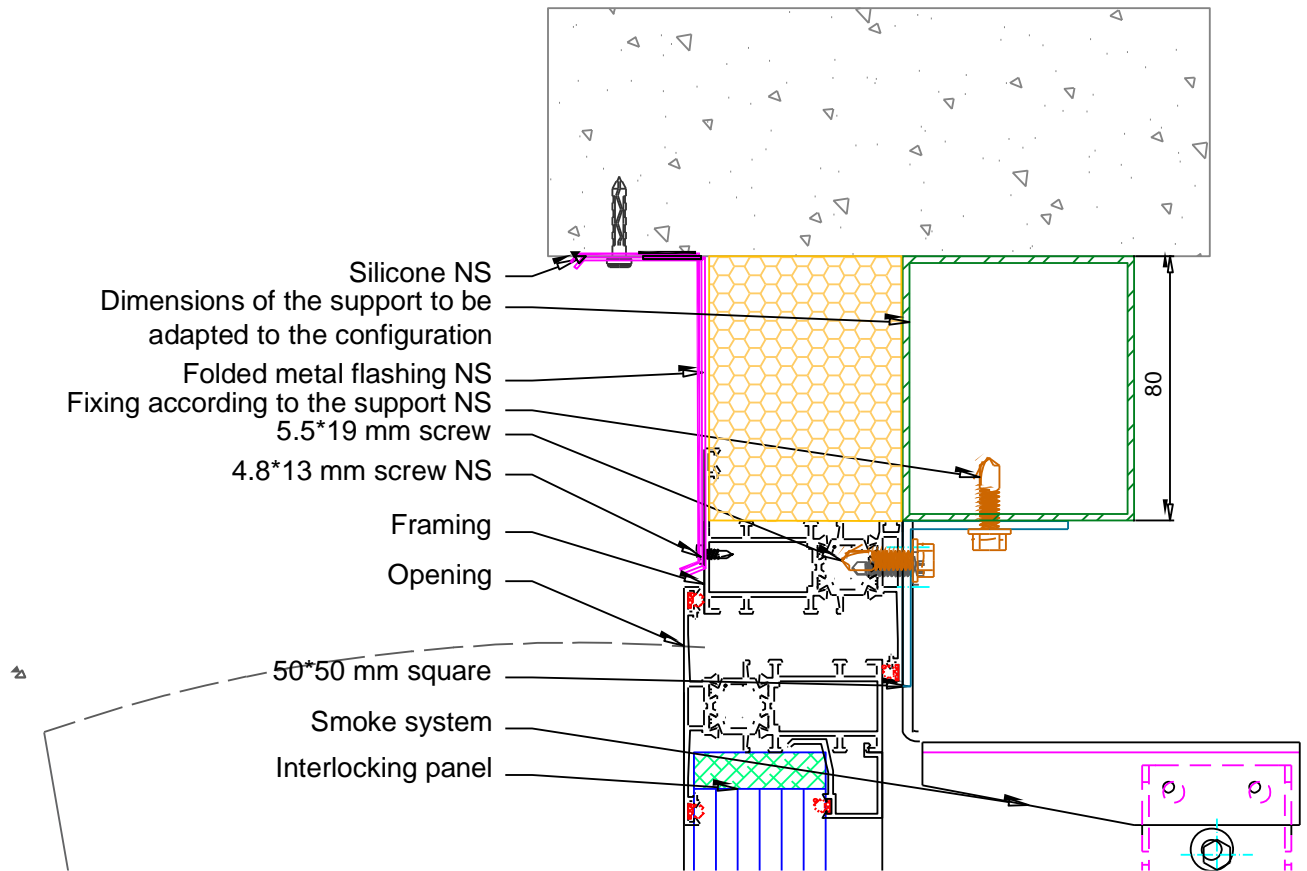 Silicone NS
Dimensions of the support to be
adapted to the configuration
Folded metal flashing NS
Fixing according to the support NS
5.5*19 mm screw
4.8*13 mm screw NS
Framing
Opening
50*50 mm square
Smoke system
Interlocking panel
80